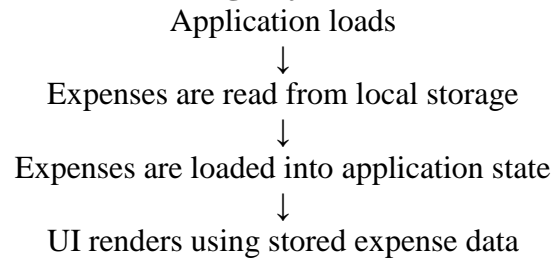 Application loads
↓
Expenses are read from local storage
↓
Expenses are loaded into application state
↓
UI renders using stored expense data